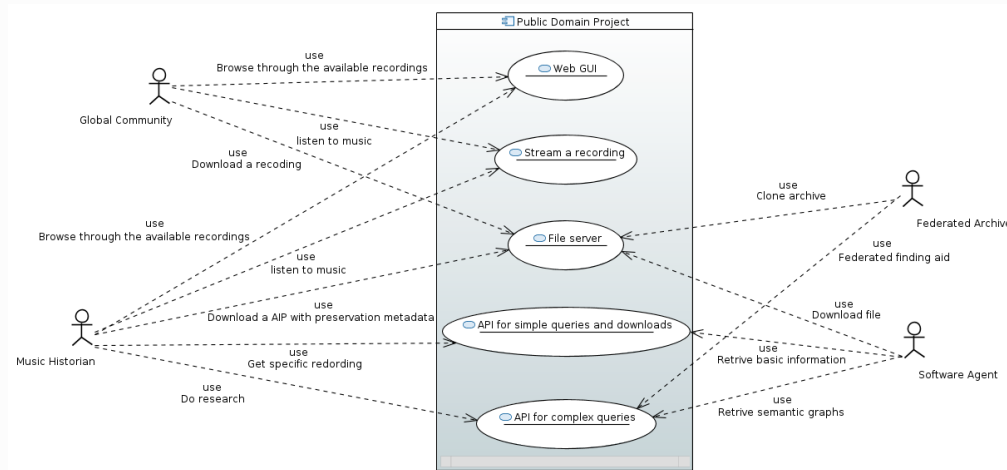 Public Domain Project
use
Browse through the available recordings
Web GUI
Global Community
use
listen to music
Stream a recording
use
Download a recoding
use
Clone archive
Federated Archive
use
Browse through the available recordings
File server
use
Federated finding aid
use
listen to music
use
Download a AIP with preservation metadata
API for simple queries and downloads
use
Download file
Music Historian
use
Get specific redording
use
Retrive basic information
Software Agent
use
Do research
API for complex queries
use
Retrive semantic graphs